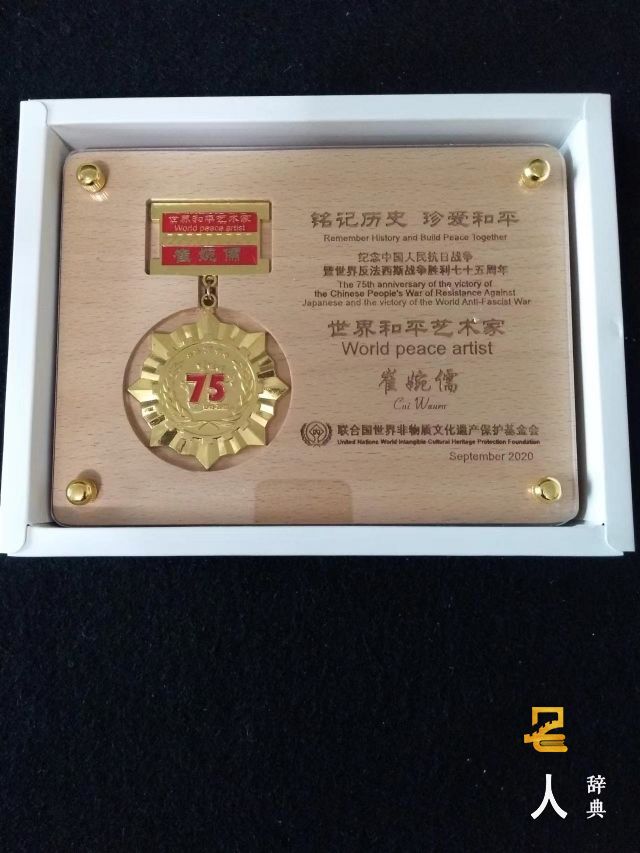 世界和平艺术家
World peace artist
崔婉儒
75
铭记历史 珍爱和平
Remember History and Build Peace Together
纪念中国人民抗日战争
暨世界反法西斯战争胜利七十五周年
The 75th anniversary of the victory of
the Chinese People's War of Resistance Against
Japanese and the victory of the World Anti-Fascist War
世界和平艺术家
World peace artist
崔婉儒
联合国世界非物质文化遗产保护基金会
United Nations World Intangible Cultural Heritage Protection Foundation
September 2020
人
辞典